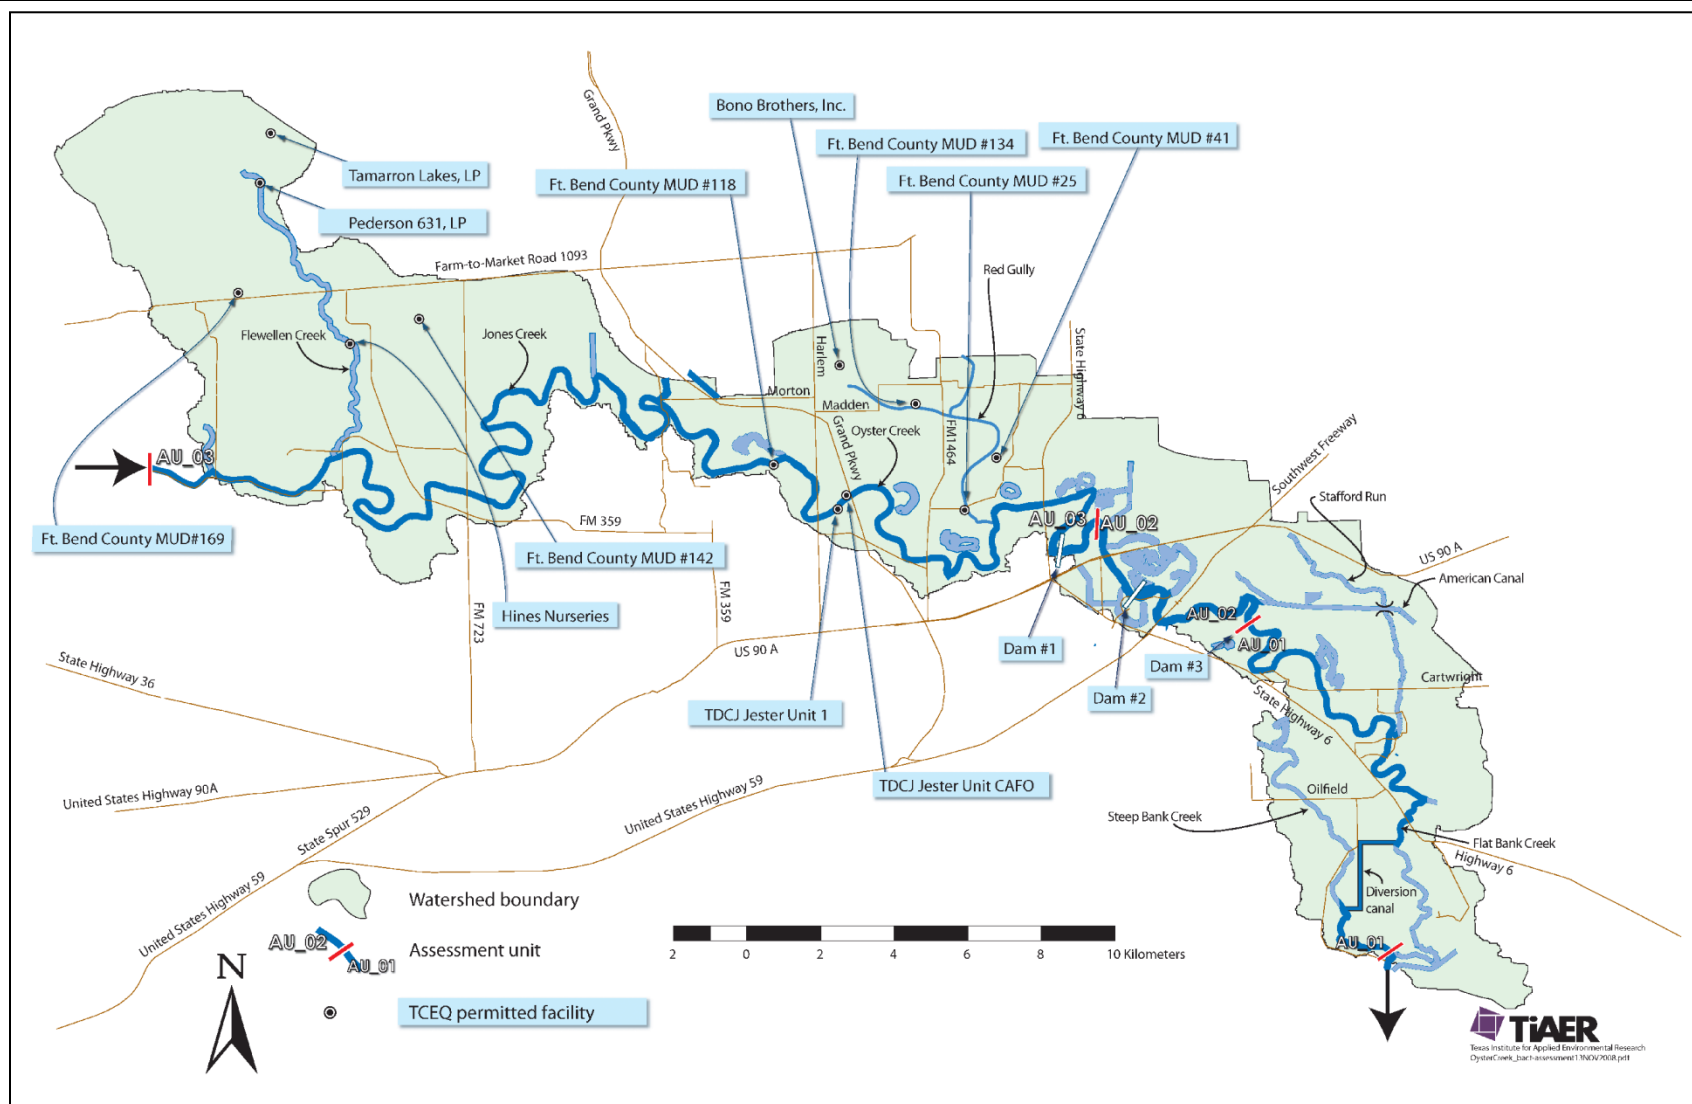 Grand Pkwy
Bono Brothers, Inc.
Ft. Bend County MUD #134
Ft. Bend County MUD #41
Tamarron Lakes, LP
Ft. Bend County MUD #118
Ft. Bend County MUD #25
Pederson 631, LP
Farm-to-Market Road 1093
Red Gully
Flewellen Creek
Jones Creek
Harlem
State Highway 6
Morton
Madden
Grand Pkwy
Oyster Creek
FM1464
Southwest Freeway
AU_03
Stafford Run
Ft. Bend County MUD#169
FM 359
AU_03
AU_02
US 90 A
Ft. Bend County MUD #142
American Canal
Hines Nurseries
FM 723
FM 359
AU_02
US 90 A
Dam #1
AU_01
Dam #3
State Highway 36
Cartwright
Dam #2
State Highway 6
TDCJ Jester Unit 1
TDCJ Jester Unit CAFO
United States Highway 90A
United States Highway 59
Oilfield
State Spur 529
Steep Bank Creek
Flat Bank Creek
Highway 6
United States Highway 59
Watershed boundary
Diversion
canal
AU_02
Assessment unit
AU_01
AU_01
2 0 2 4 6 8 10 Kilometers
N
TCEQ permitted facility
TiAER
Texas Institute for Applied Environmental Research
OysterCreek_bact-assessment13NOV2008.pdf